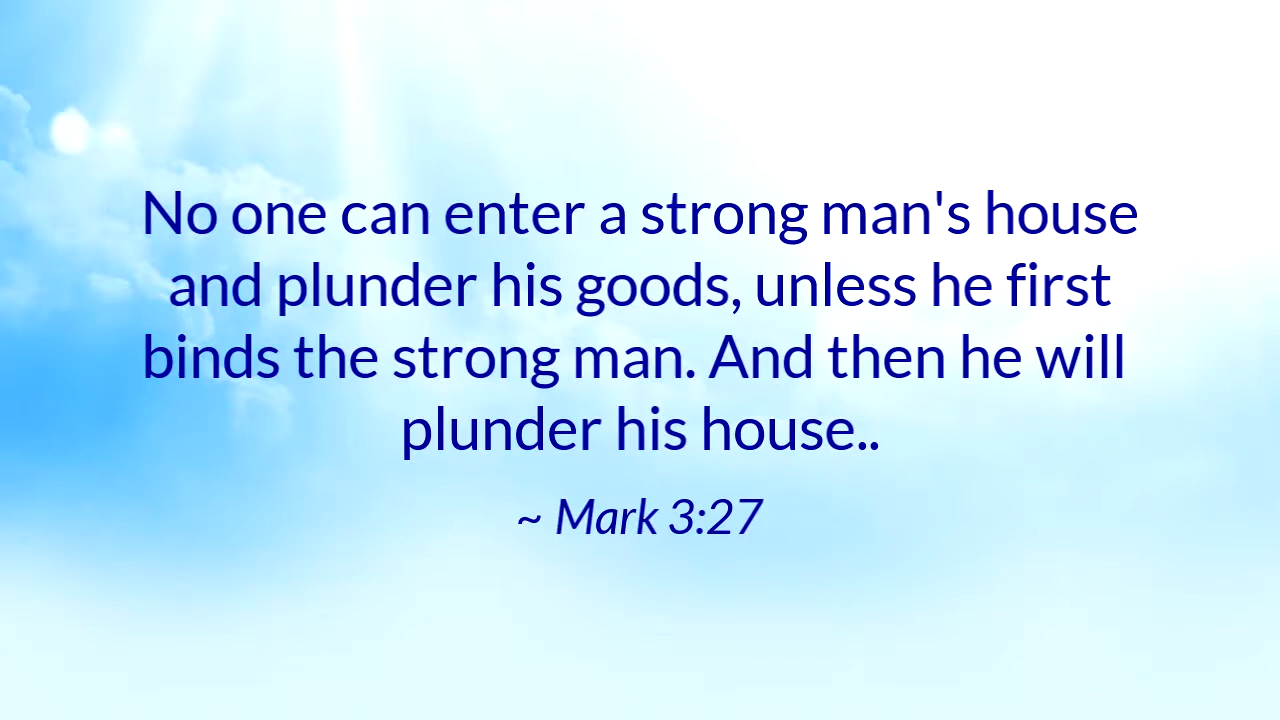 No one can enter a strong man's house
and plunder his goods, unless he first
binds the strong man. And then he will
plunder his house..
~ Mark 3:27